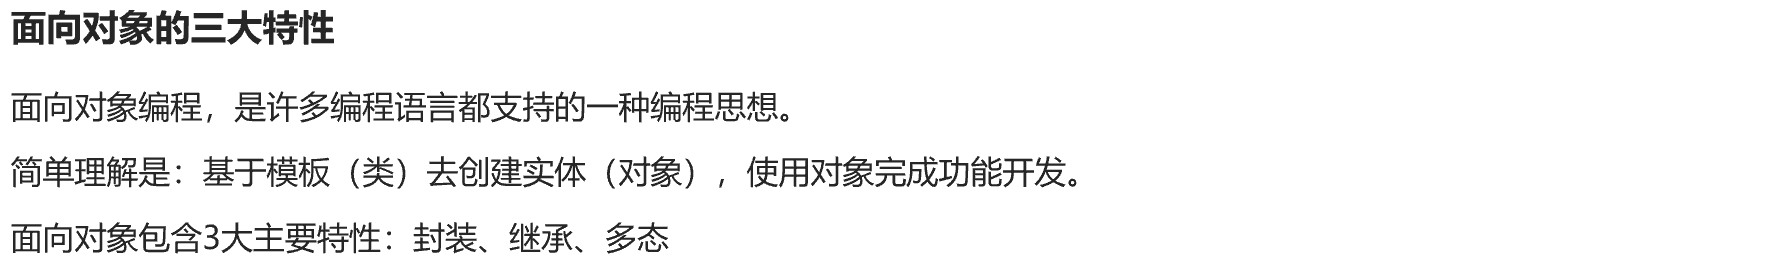 面向对象的三大特性
面向对象编程，是许多编程语言都支持的一种编程思想。
简单理解是：基于模板（类）去创建实体（对象），使用对象完成功能开发。
面向对象包含3大主要特性：封装、继承、多态